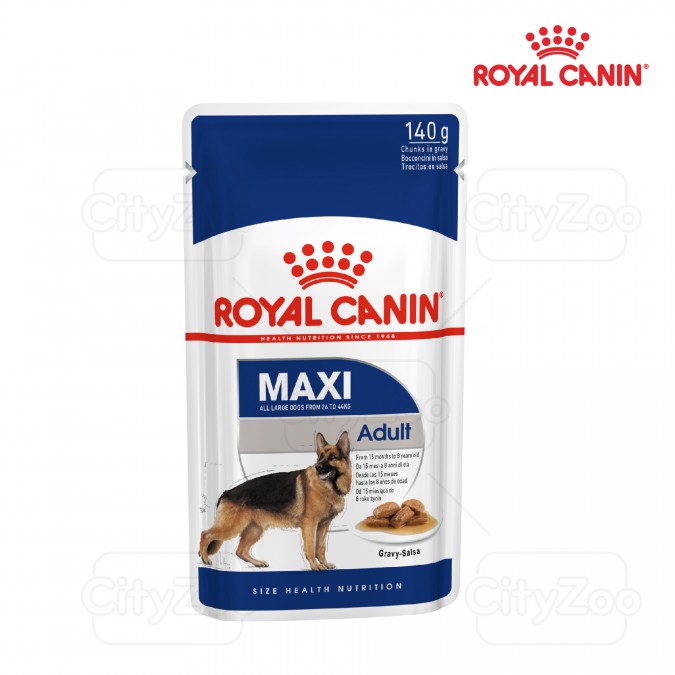 ROYAL CANIN®
140 g
Chunks in gravy
Bocconcini in salsa
Trocitos en salsa
CityZoo
CityZoo
ROYAL CANIN®
HEALTH NUTRITION SINCE 1968
MAXI
ALL LARGE DOGS FROM 26 TO 44KG
Adult
From 15 months to 8 years old
Da 15 mesi a 8 anni di età
Desde los 15 meses
hasta los 8 años de edad
Od 15 miesiąca do
8 roku życia
CityZoo
CityZoo
Gravy-Salsa
SIZE HEALTH NUTRITION
CityZoo
CityZoo